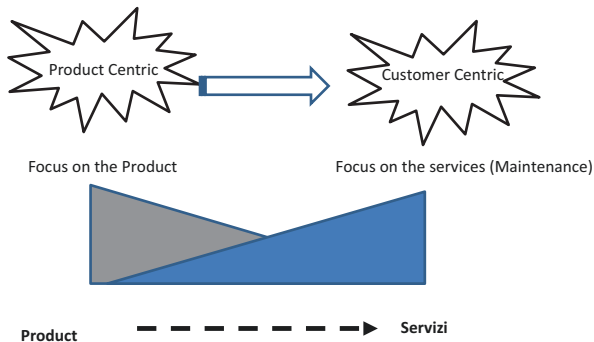 Product Centric
Customer Centric
Focus on the Product
Focus on the services (Maintenance)
Product
Servizi